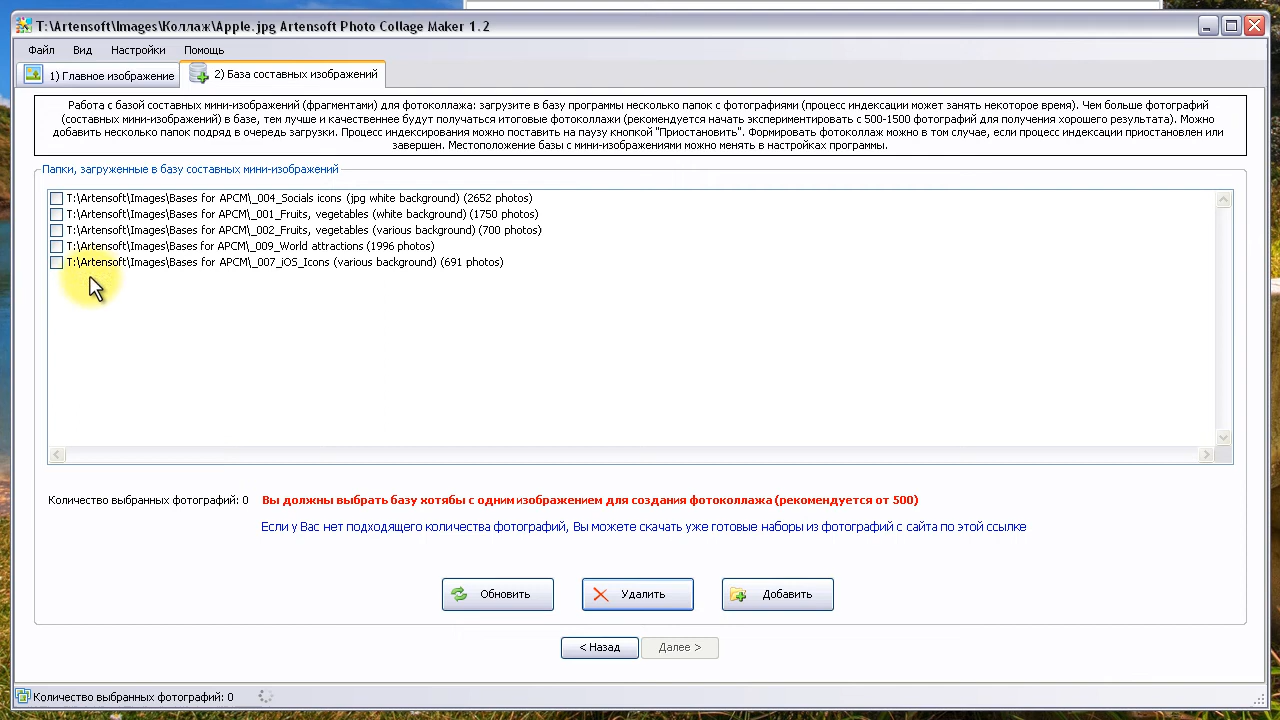 T:\Artensoft\Images\Коллаж\Apple.jpg Artensoft Photo Collage Maker 1.2
Файл Вид Настройки Помощь
1) Главное изображение 2) База составных изображений
Работа с базой составных мини-изображений (фрагментами) для фотоколлажа: загрузите в базу программы несколько папок с фотографиями (процесс индексации может занять некоторое время). Чем больше фотографий
(составных мини-изображений) в базе, тем лучше и качественнее будут получаться итоговые фотоколлажи (рекомендуется начать экспериментировать с 500-1500 фотографий для получения хорошего результата). Можно
добавить несколько папок подряд в очередь загрузки. Процесс индексирования можно поставить на паузу кнопкой "Приостановить". Формировать фотоколлаж можно в том случае, если процесс индексации приостановлен или
завершен. Местоположение базы с мини-изображениями можно менять в настройках программы.
Папки, загруженные в базу составных мини-изображений
T:\Artensoft\Images\Bases for APCM\_004_Socials icons (jpg white background) (2652 photos)
T:\Artensoft\Images\Bases for APCM\_001_Fruits, vegetables (white background) (1750 photos)
T:\Artensoft\Images\Bases for APCM\_002_Fruits, vegetables (various background) (700 photos)
T:\Artensoft\Images\Bases for APCM\_009_World attractions (1996 photos)
T:\Artensoft\Images\Bases for APCM\_007_iOS_Icons (various background) (691 photos)
Количество выбранных фотографий: 0 Вы должны выбрать базу хотябы с одним изображением для создания фотоколлажа (рекомендуется от 500)
Если у Вас нет подходящего количества фотографий, Вы можете скачать уже готовые наборы из фотографий с сайта по этой ссылке
Обновить Удалить Добавить
< Назад Далее >
Количество выбранных фотографий: 0